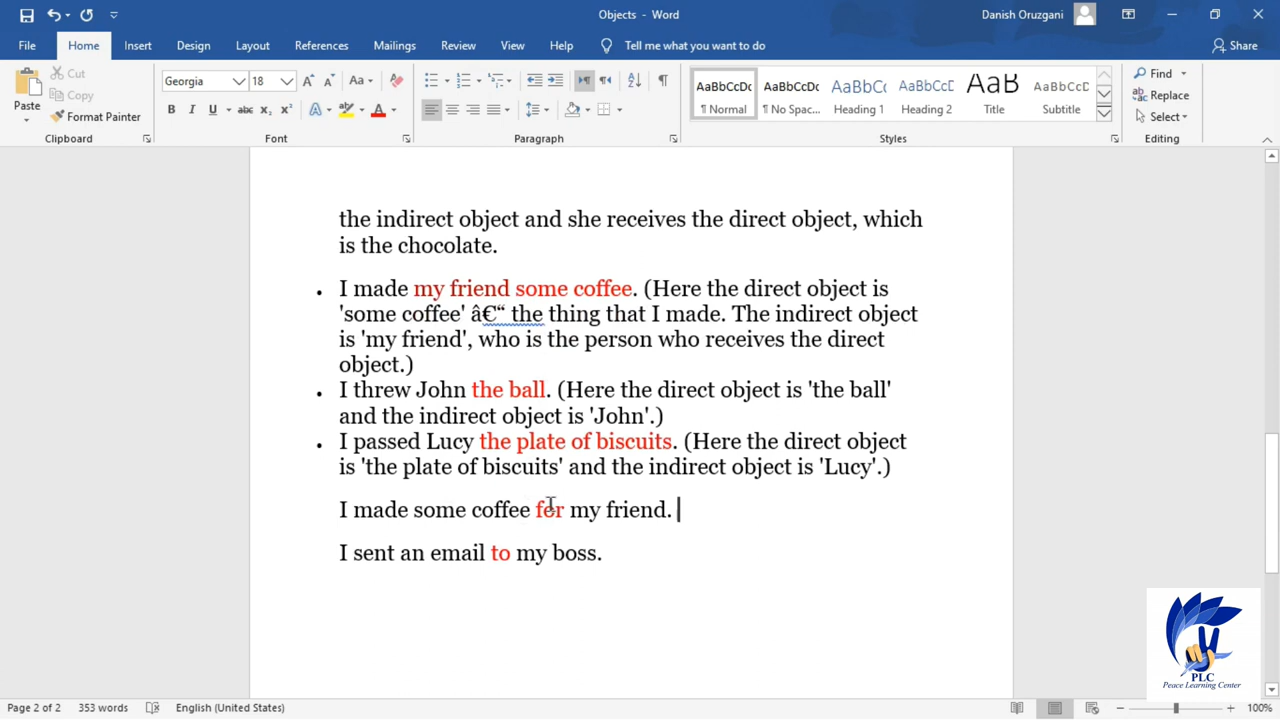 Objects - Word
Danish Oruzgani
File Home Insert Design Layout References Mailings Review View Help Tell me what you want to do Share
Paste
Cut
Copy
Format Painter
Clipboard
Georgia 18
Font
Paragraph
AaBbCcDc AaBbCcDc AaBbC( AaBbCcD AaB AaBbCcD
¶ Normal ¶ No Spac... Heading 1 Heading 2 Title Subtitle
Styles
Find
Replace
Select
Editing
the indirect object and she receives the direct object, which
is the chocolate.
• I made my friend some coffee. (Here the direct object is
'some coffee' â€“ the thing that I made. The indirect object
is 'my friend', who is the person who receives the direct
object.)
• I threw John the ball. (Here the direct object is 'the ball'
and the indirect object is 'John'.)
• I passed Lucy the plate of biscuits. (Here the direct object
is 'the plate of biscuits' and the indirect object is 'Lucy'.)
I made some coffee for my friend.
I sent an email to my boss.
PLC
Peace Learning Center
Page 2 of 2 353 words English (United States) 100%